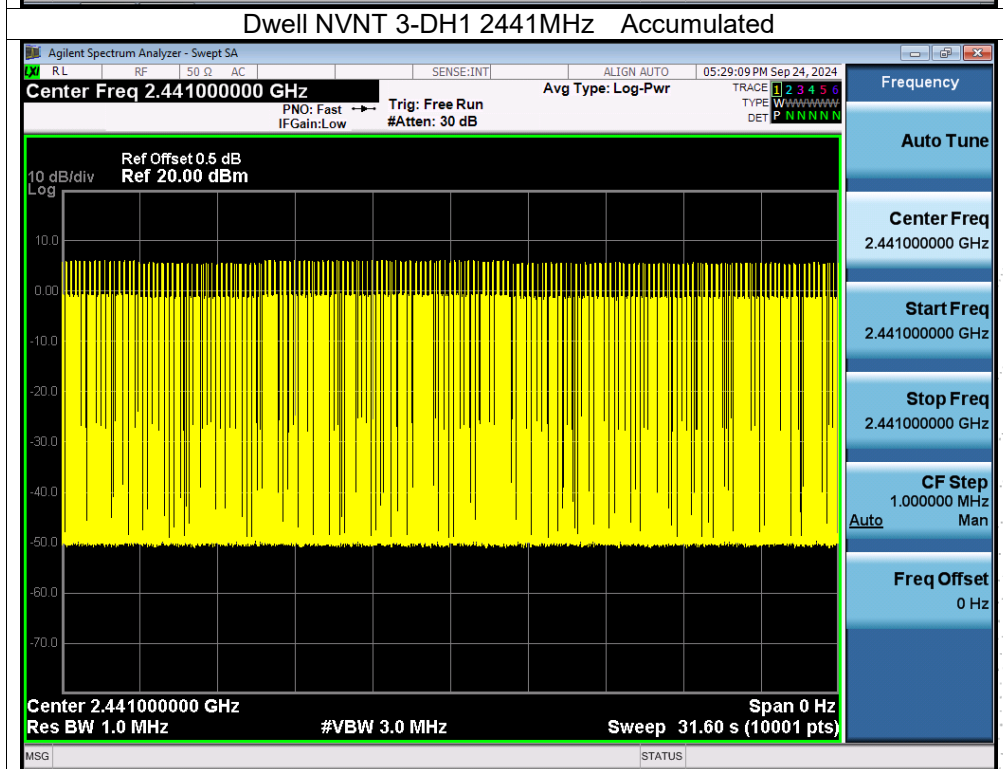 Dwell NVNT 3-DH1 2441MHz    Accumulated
Agilent Spectrum Analyzer - Swept SA
LXI RL RF 50 Ω AC SENSE:INT ALIGN AUTO 05:29:09 PM Sep 24, 2024
Center Freq 2.441000000 GHz
PNO: Fast
IFGain:Low
Trig: Free Run
#Atten: 30 dB
Avg Type: Log-Pwr
TRACE 1 2 3 4 5 6
TYPE WWWWWWW
DET P N N N N N
Ref Offset 0.5 dB
10 dB/div Ref 20.00 dBm
Log
10.0
0.00
-10.0
-20.0
-30.0
-40.0
-50.0
-60.0
-70.0
Center 2.441000000 GHz Span 0 Hz
Res BW 1.0 MHz #VBW 3.0 MHz Sweep 31.60 s (10001 pts)
MSG STATUS
Frequency
Auto Tune
Center Freq
2.441000000 GHz
Start Freq
2.441000000 GHz
Stop Freq
2.441000000 GHz
CF Step
1.000000 MHz
Auto Man
Freq Offset
0 Hz